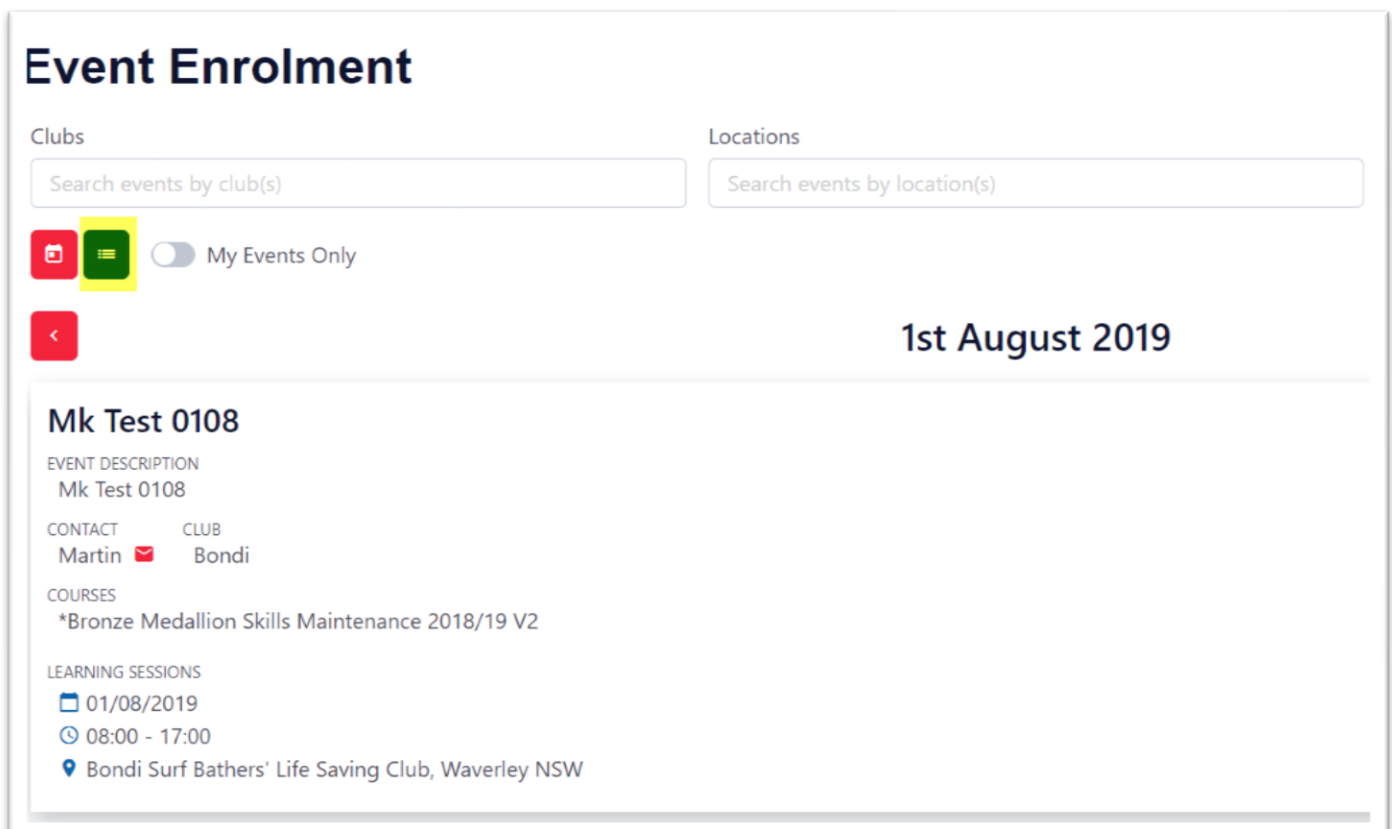 Event Enrolment
Clubs Locations
Search events by club(s) Search events by location(s)
My Events Only
1st August 2019
Mk Test 0108
EVENT DESCRIPTION
Mk Test 0108
CONTACT CLUB
Martin Bondi
COURSES
*Bronze Medallion Skills Maintenance 2018/19 V2
LEARNING SESSIONS
01/08/2019
08:00 - 17:00
Bondi Surf Bathers' Life Saving Club, Waverley NSW